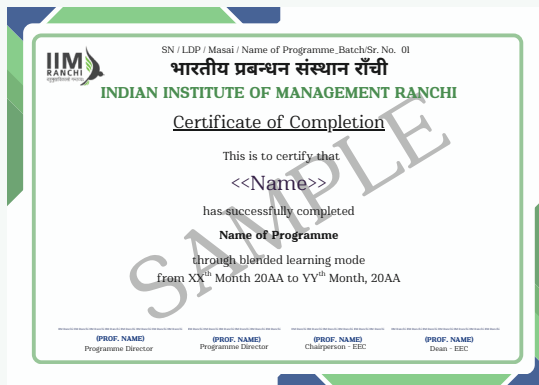 SN / LDP / Masai / Name of Programme_Batch/Sr. No. 01
IIM
RANCHI
भारतीय प्रबन्धन संस्थान राँची
INDIAN INSTITUTE OF MANAGEMENT RANCHI
Certificate of Completion
This is to certify that
<<Name>>
has successfully completed
Name of Programme
through blended learning mode
from XXth Month 20AA to YYth Month, 20AA
SAMPLE
(PROF. NAME) (PROF. NAME) (PROF. NAME) (PROF. NAME)
Programme Director Programme Director Chairperson - EEC Dean - EEC